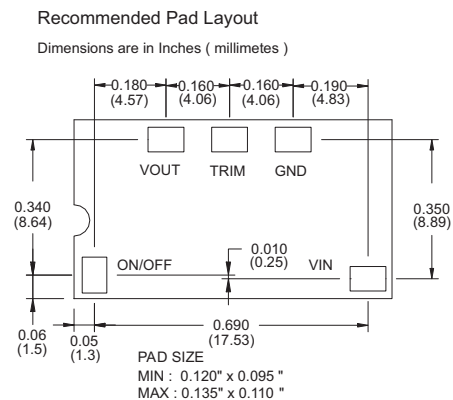 Recommended Pad Layout
Dimensions are in Inches ( millimetes )
0.180 0.160 0.160 0.190
(4.57) (4.06) (4.06) (4.83)
VOUT TRIM GND
0.340
(8.64)
0.350
(8.89)
ON/OFF
0.010
(0.25)
VIN
0.06
(1.5)
0.05
(1.3)
0.690
(17.53)
PAD SIZE
MIN : 0.120" x 0.095 "
MAX : 0.135" x 0.110 "